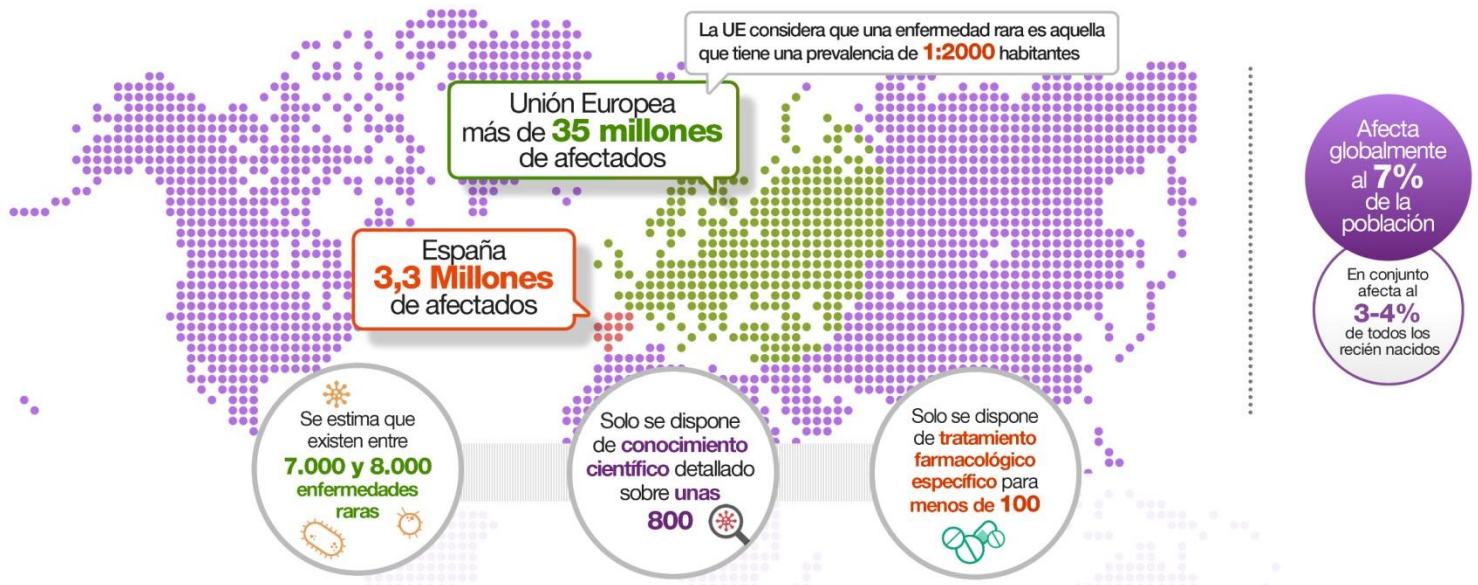 La UE considera que una enfermedad rara es aquella
que tiene una prevalencia de 1:2000 habitantes
Unión Europea
más de 35 millones
de afectados
España
3,3 Millones
de afectados
Afecta
globalmente
al 7%
de la
población
En conjunto
afecta al
3-4%
de todos los
recién nacidos
Se estima que
existen entre
7.000 y 8.000
enfermedades
raras
Solo se dispone
de conocimiento
científico detallado
sobre unas
800
Solo se dispone
de tratamiento
farmacológico
específico para
menos de 100